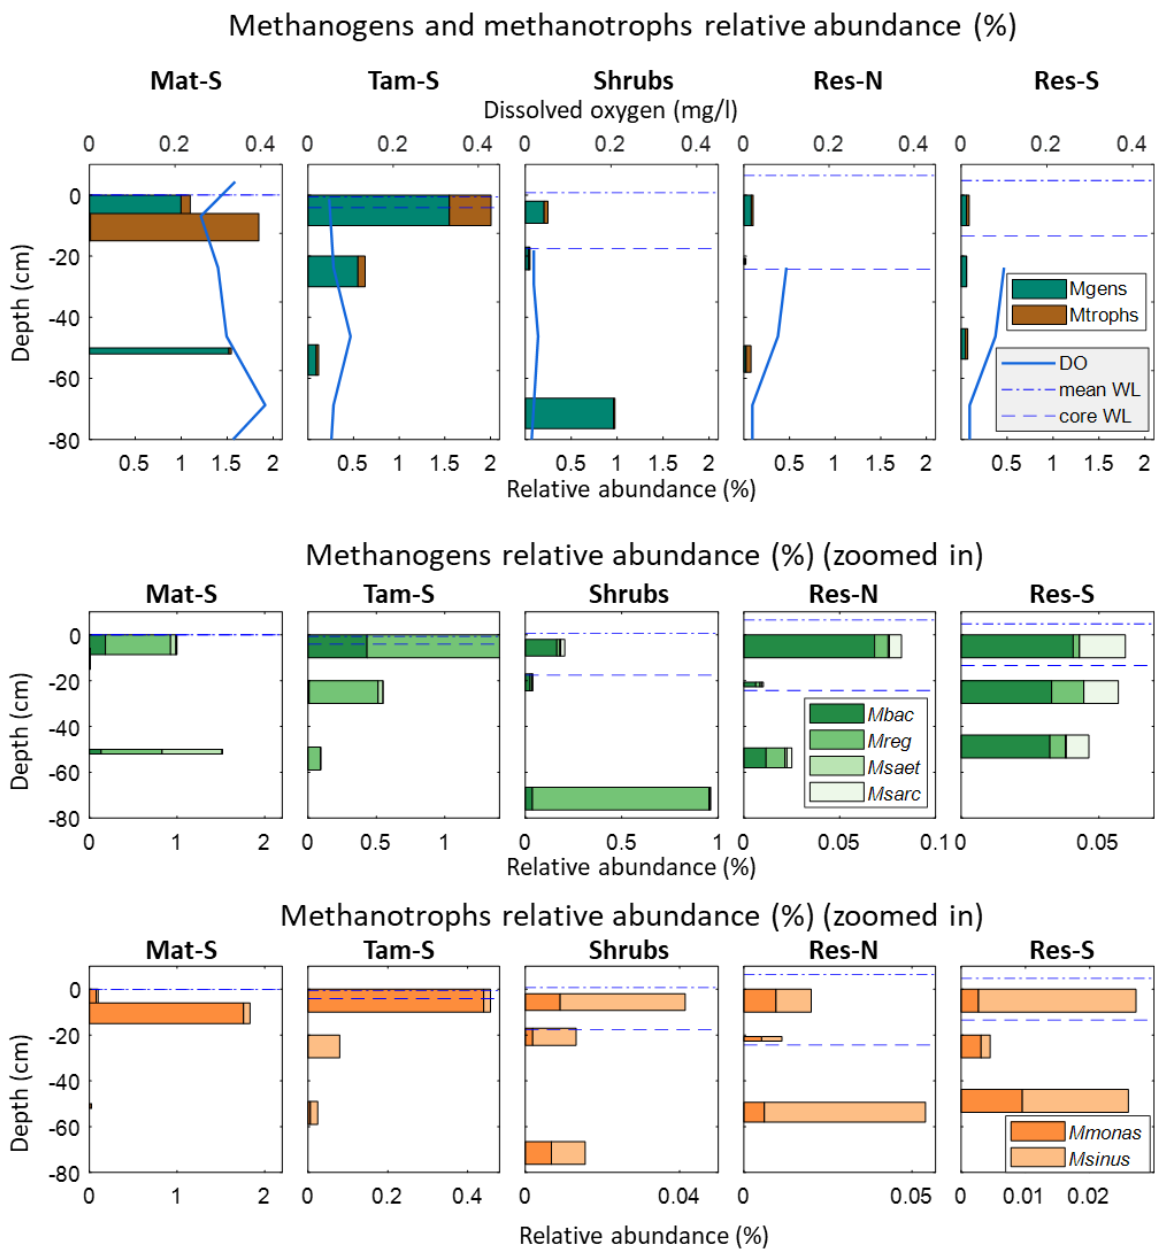 Methanogens and methanotrophs relative abundance (%)
Mat-S Tam-S Shrubs Res-N Res-S
Dissolved oxygen (mg/l)
0 0.2 0.4 0 0.2 0.4 0 0.2 0.4 0 0.2 0.4 0 0.2 0.4
Depth (cm)
0
-20
-40
-60
-80
Mgens
Mtrophs
DO
mean WL
core WL
0.5 1 1.5 2 0.5 1 1.5 2 0.5 1 1.5 2 0.5 1 1.5 2 0.5 1 1.5 2
Relative abundance (%)
Methanogens relative abundance (%) (zoomed in)
Mat-S Tam-S Shrubs Res-N Res-S
Depth (cm)
0
-20
-40
-60
-80
Mbac
Mreg
Msaet
Msarc
0 1 2 0 0.5 1 0 0.5 1 0 0.05 0.1 0 0.05
Relative abundance (%)
Methanotrophs relative abundance (%) (zoomed in)
Mat-S Tam-S Shrubs Res-N Res-S
Depth (cm)
0
-20
-40
-60
-80
Mmonas
Msinus
0 1 2 0 0.2 0.4 0 0.04 0 0.05 0 0.01 0.02
Relative abundance (%)